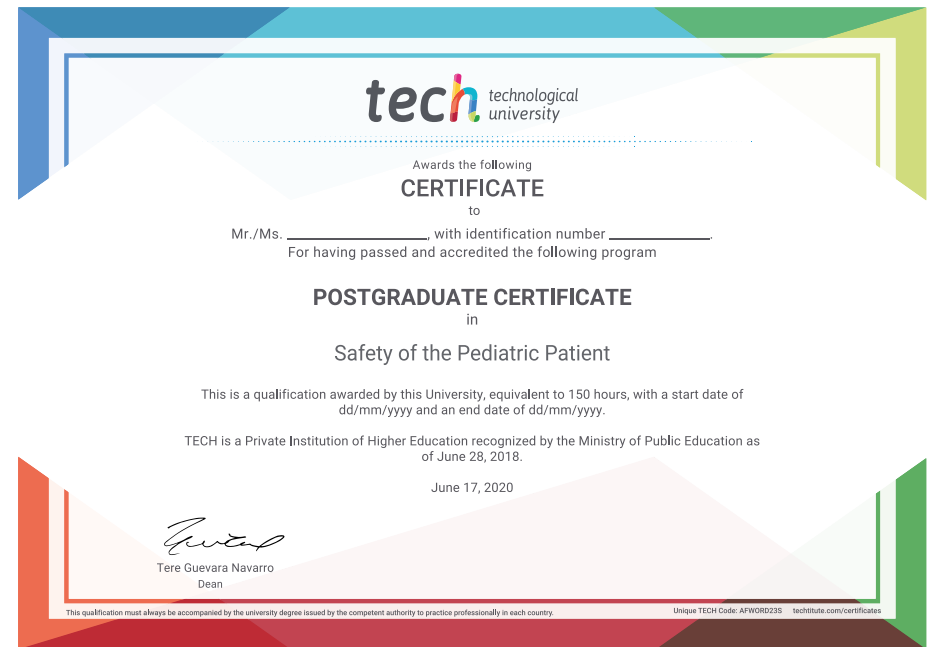 tech technological
university
Awards the following
CERTIFICATE
to
Mr./Ms. ____________________, with identification number ______________.
For having passed and accredited the following program
POSTGRADUATE CERTIFICATE
in
Safety of the Pediatric Patient
This is a qualification awarded by this University, equivalent to 150 hours, with a start date of
dd/mm/yyyy and an end date of dd/mm/yyyy.
TECH is a Private Institution of Higher Education recognized by the Ministry of Public Education as
of June 28, 2018.
June 17, 2020
Tere Guevara Navarro
Dean
This qualification must always be accompanied by the university degree issued by the competent authority to practice professionally in each country.
Unique TECH Code: AFWORD23S techtitute.com/certificates